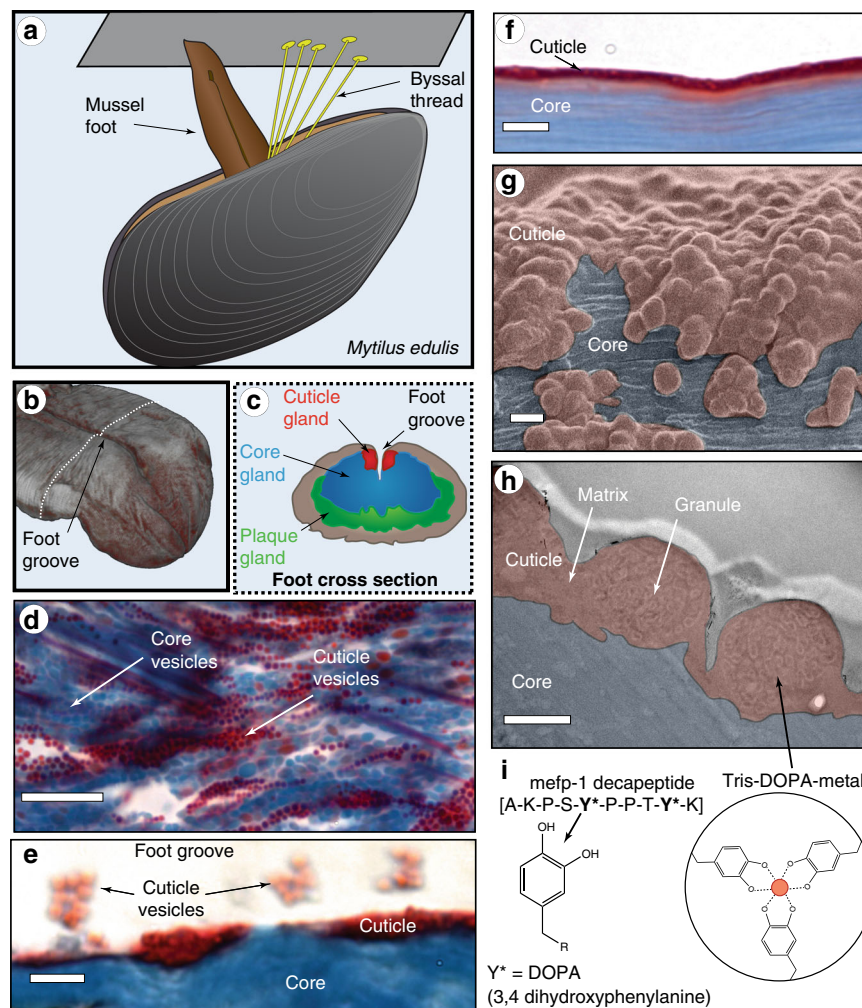 a
Mussel
foot
Byssal
thread
Mytilus edulis
b
Foot
groove
c
Cuticle
gland
Foot
groove
Core
gland
Plaque
gland
Foot cross section
d
Core
vesicles
Cuticle
vesicles
e
Foot groove
Cuticle
vesicles
Cuticle
Core
f
Cuticle
Core
g
Cuticle
Core
h
Matrix
Granule
Cuticle
Core
i
mefp-1 decapeptide
[A-K-P-S-Y*-P-P-T-Y*-K]
Tris-DOPA-metal
OH
OH
R
O
O
O
O
O
O
Y* = DOPA
(3,4 dihydroxyphenylanine)